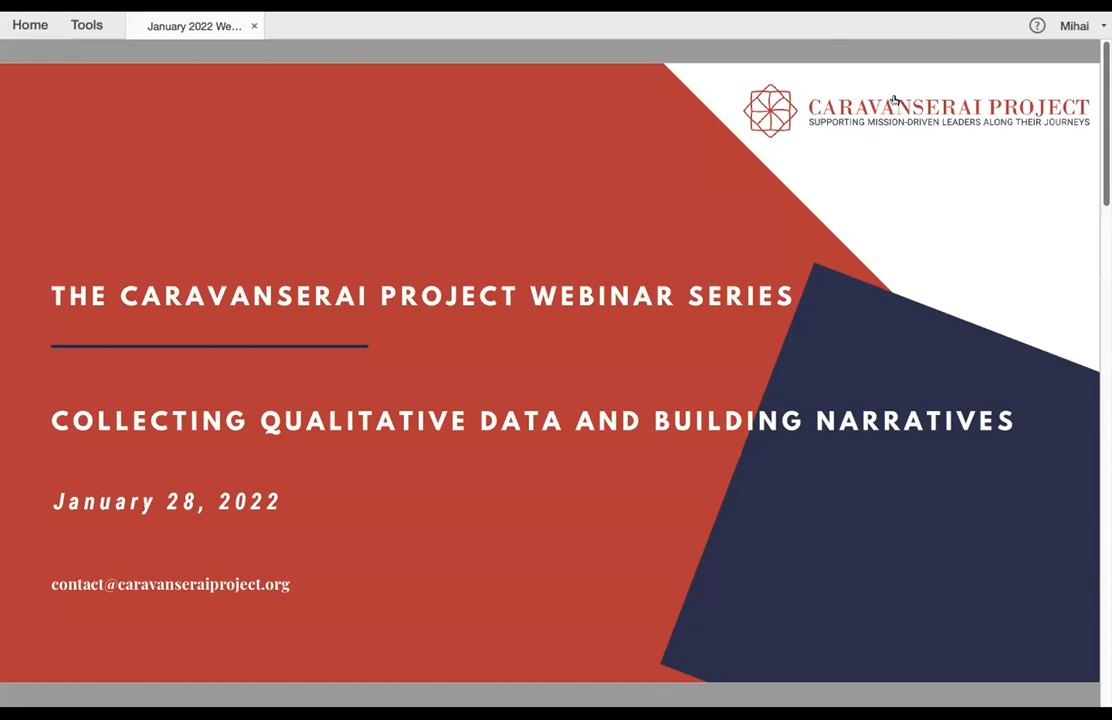 Home Tools January 2022 We... × ? Mihai
CARAVANSERAI PROJECT
SUPPORTING MISSION-DRIVEN LEADERS ALONG THEIR JOURNEYS
THE CARAVANSERAI PROJECT WEBINAR SERIES
COLLECTING QUALITATIVE DATA AND BUILDING NARRATIVES
January 28, 2022
contact@caravanseraiproject.org